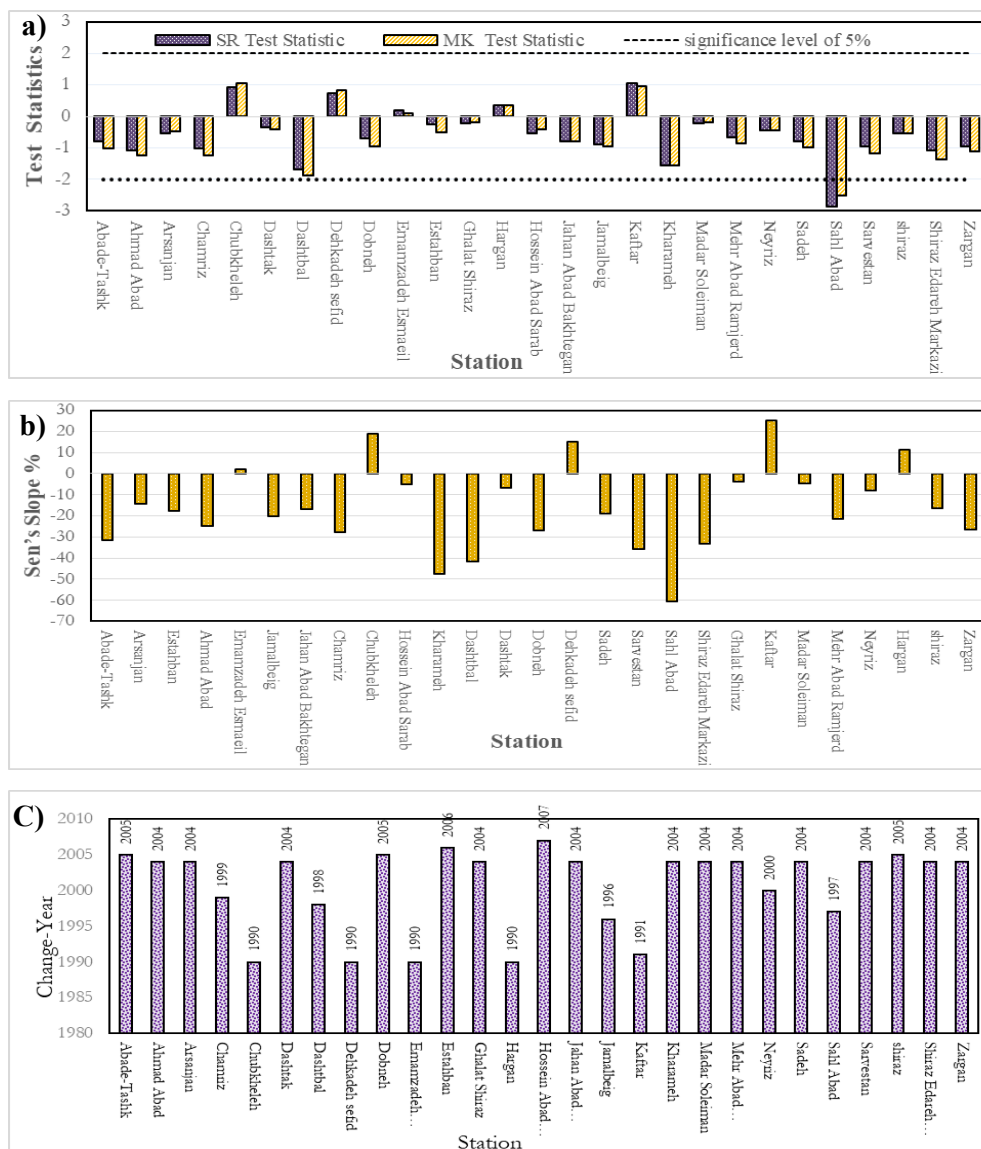 a)
3
2
1
0
-1
-2
-3
Test Statistics
SR Test Statistic
MK Test Statistic
significance level of 5%
Abade-Tashk
Ahmad Abad
Arsanjan
Chamriz
Chubkheleh
Dashtak
Dashtbal
Dehkadeh sefid
Dobneh
Emamzadeh Esmaeil
Estahban
Ghalat Shiraz
Hargan
Hossein Abad Sarab
Jahan Abad Bakhtegan
Jamalbeig
Kaftar
Kharameh
Madar Soleiman
Mehr Abad Ramjerd
Neyriz
Sadeh
Sahl Abad
Sarvestan
shiraz
Shiraz Edareh Markazi
Zargan
Station
b)
30
20
10
0
-10
-20
-30
-40
-50
-60
-70
Sen's Slope %
Abade-Tashk
Arsanjan
Estahban
Ahmad Abad
Emamzadeh Esmaeil
Jamalbeig
Jahan Abad Bakhtegan
Chamriz
Chubkheleh
Hossein Abad Sarab
Kharameh
Dashtbal
Dashtak
Dobneh
Dehkadeh sefid
Sadeh
Sarvestan
Sahl Abad
Shiraz Edareh Markazi
Ghalat Shiraz
Kaftar
Madar Soleiman
Mehr Abad Ramjerd
Neyriz
Hargan
shiraz
Zargan
Station
C)
2010
2005
2000
1995
1990
1985
1980
Change-Year
2005
2004
2004
1999
1990
2004
1998
1990
2005
1990
2006
2004
1990
2007
2004
1996
1991
2004
2004
2004
2000
2004
1997
2004
2005
2004
2004
Abade-Tashk
Ahmad Abad
Arsanjan
Chamriz
Chubkheleh
Dashtak
Dashtbal
Dehkadeh sefid
Dobneh
Emamzadeh…
Estahban
Ghalat Shiraz
Hargan
Hossein Abad…
Jahan Abad…
Jamalbeig
Kaftar
Kharameh
Madar Soleiman
Mehr Abad…
Neyriz
Sadeh
Sahl Abad
Sarvestan
shiraz
Shiraz Edareh…
Zargan
Station